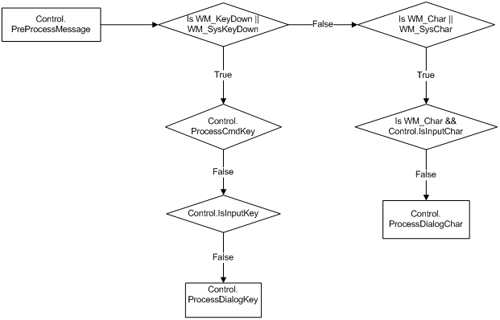 Control.
PreProcessMessage
Is WM_KeyDown ||
WM_SysKeyDown
False
Is WM_Char ||
WM_SysChar
True
True
Control.
ProcessCmdKey
Is WM_Char &&
Control.IsInputChar
False
False
Control.IsInputKey
Control.
ProcessDialogChar
False
Control.
ProcessDialogKey